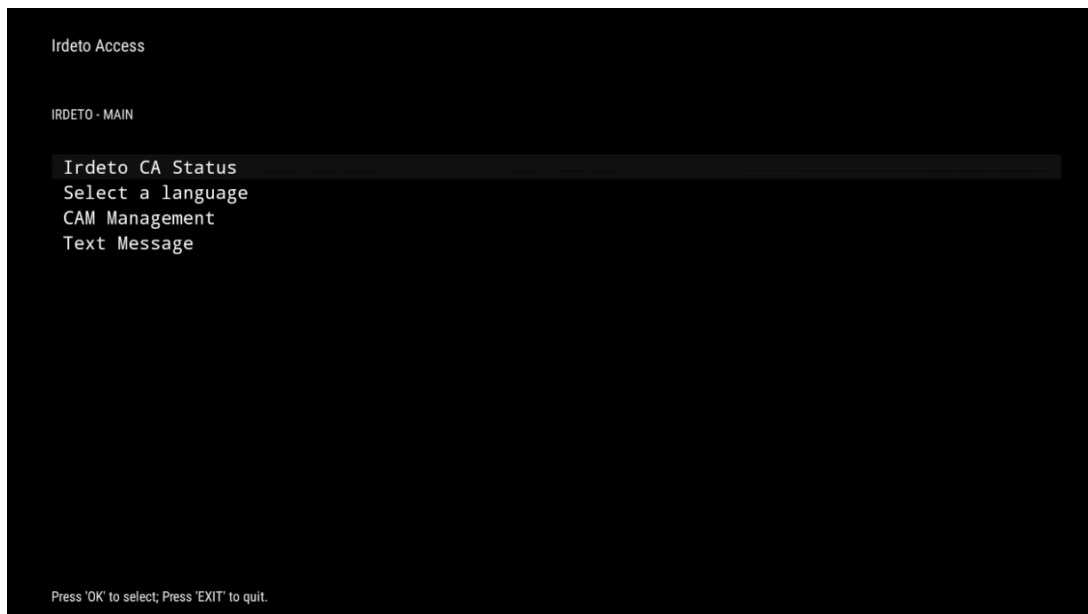 Irdeto Access
IRDETO - MAIN
Irdeto CA Status
Select a language
CAM Management
Text Message
Press 'OK' to select; Press 'EXIT' to quit.